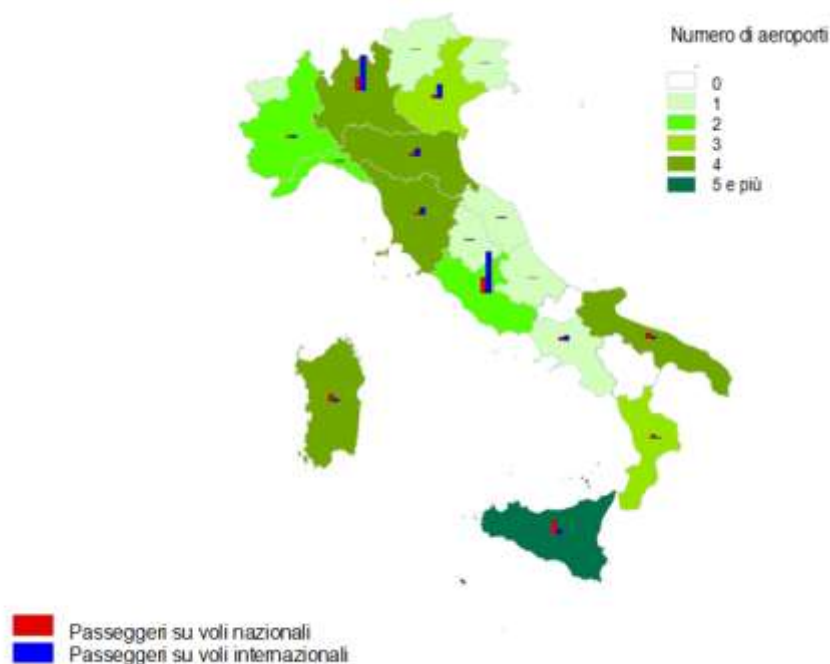 Numero di aeroporti
0
1
2
3
4
5 e più
Passeggeri su voli nazionali
Passeggeri su voli internazionali